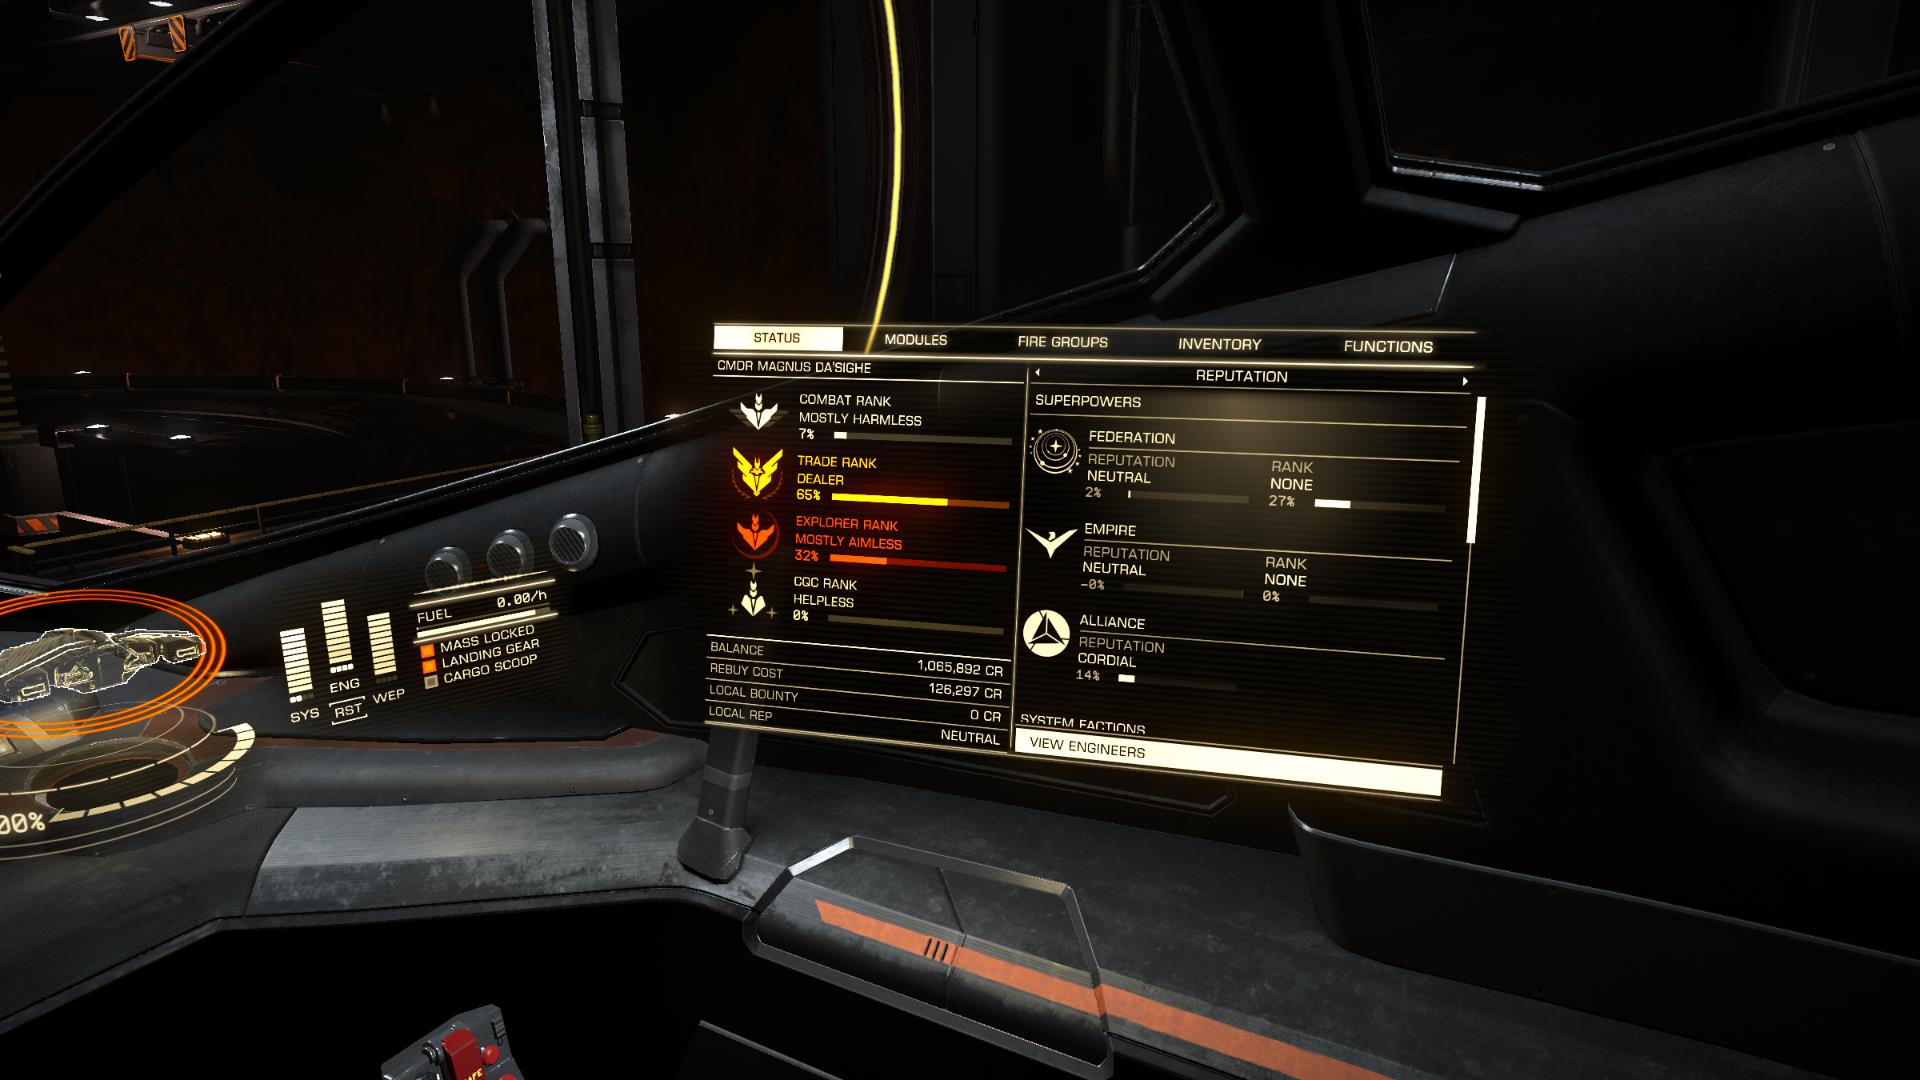 STATUS
MODULES
FIRE GROUPS
INVENTORY
FUNCTIONS
CMDR MAGNUS DA'SIGHE
COMBAT RANK
MOSTLY HARMLESS
7%
TRADE RANK
DEALER
65%
EXPLORER RANK
MOSTLY AIMLESS
32%
CQC RANK
HELPLESS
0%
BALANCE 1,065,892 CR
REBUY COST 126,297 CR
LOCAL BOUNTY 0 CR
LOCAL REP NEUTRAL
REPUTATION
SUPERPOWERS
FEDERATION
REPUTATION RANK
NEUTRAL NONE
2% 27%
EMPIRE
REPUTATION RANK
NEUTRAL NONE
-0% 0%
ALLIANCE
REPUTATION
CORDIAL
14%
SYSTEM FACTIONS
VIEW ENGINEERS
FUEL 0.00/h
MASS LOCKED
LANDING GEAR
CARGO SCOOP
SYS ENG WEP
RST
00%